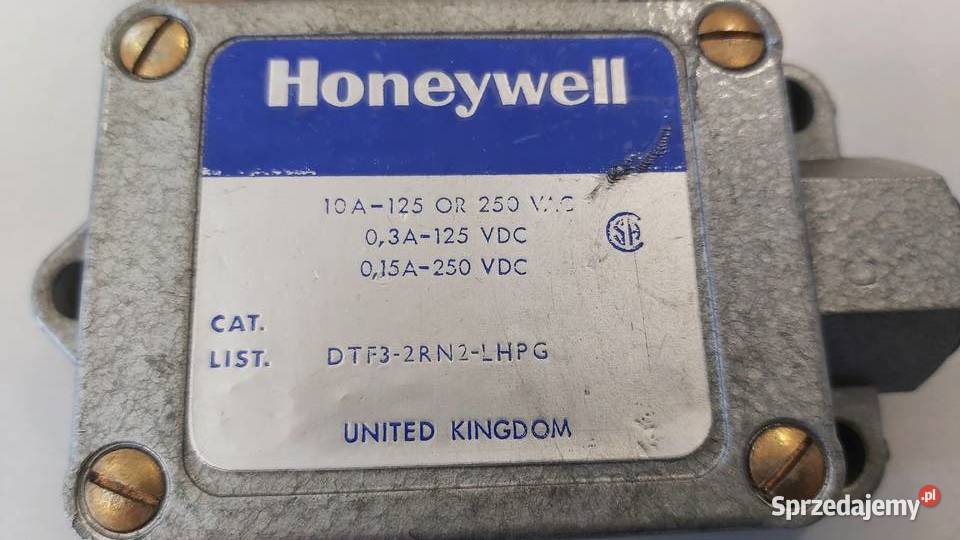 Honeywell
10A-125 OR 250 VAC
0,3A-125 VDC
0,15A-250 VDC
CSA
CAT.
LIST. DTF3-2RN2-LHPG
UNITED KINGDOM
Sprzedajemy.pl